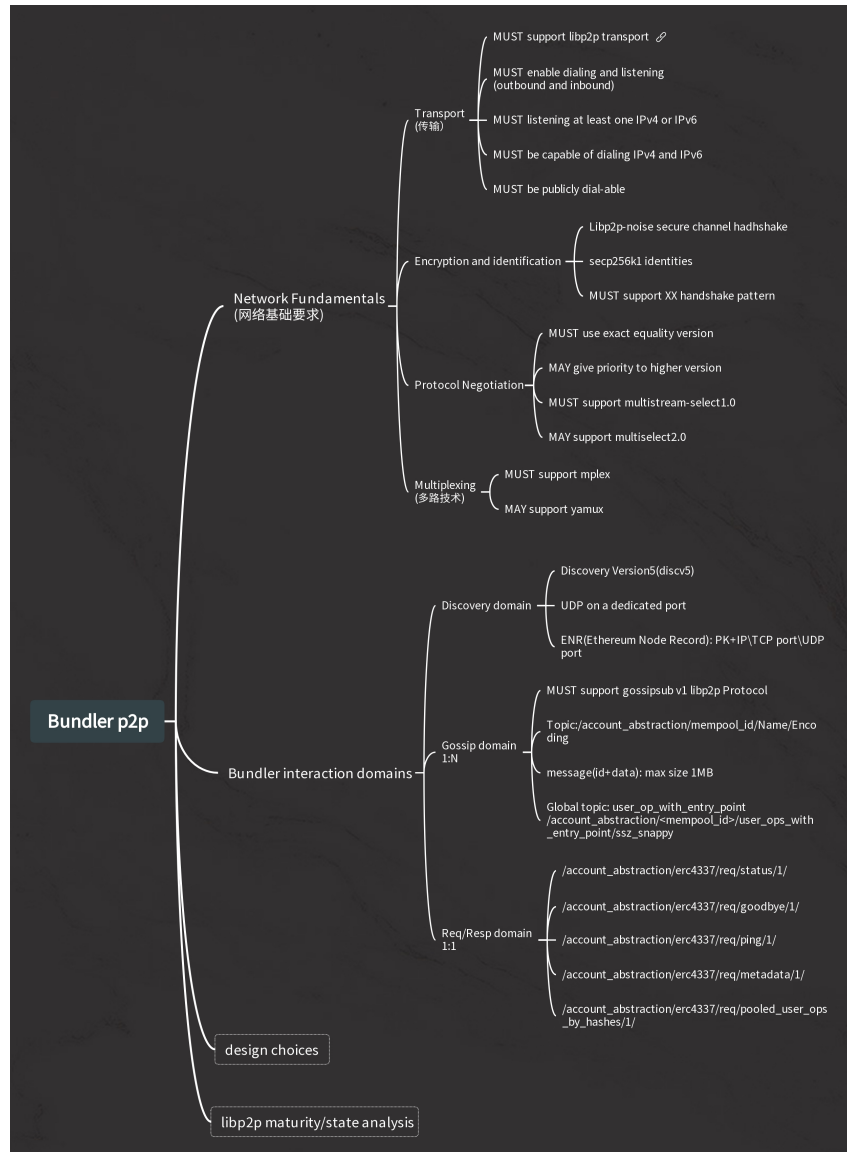 Bundler p2p
Network Fundamentals
(网络基础要求)
Transport
(传输）
MUST support libp2p transport
MUST enable dialing and listening
(outbound and inbound)
MUST listening at least one IPv4 or IPv6
MUST be capable of dialing IPv4 and IPv6
MUST be publicly dial-able
Encryption and identification
Libp2p-noise secure channel hadhshake
secp256k1 identities
MUST support XX handshake pattern
Protocol Negotiation
MUST use exact equality version
MAY give priority to higher version
MUST support multistream-select1.0
MAY support multiselect2.0
Multiplexing
(多路技术)
MUST support mplex
MAY support yamux
Bundler interaction domains
Discovery domain
Discovery Version5(discv5)
UDP on a dedicated port
ENR(Ethereum Node Record): PK+IP\TCP port\UDP
port
Gossip domain
1:N
MUST support gossipsub v1 libp2p Protocol
Topic:/account_abstraction/mempool_id/Name/Enco
ding
message(id+data): max size 1MB
Global topic: user_op_with_entry_point
/account_abstraction/<mempool_id>/user_ops_with
_entry_point/ssz_snappy
Req/Resp domain
1:1
/account_abstraction/erc4337/req/status/1/
/account_abstraction/erc4337/req/goodbye/1/
/account_abstraction/erc4337/req/ping/1/
/account_abstraction/erc4337/req/metadata/1/
/account_abstraction/erc4337/req/pooled_user_ops
_by_hashes/1/
design choices
libp2p maturity/state analysis